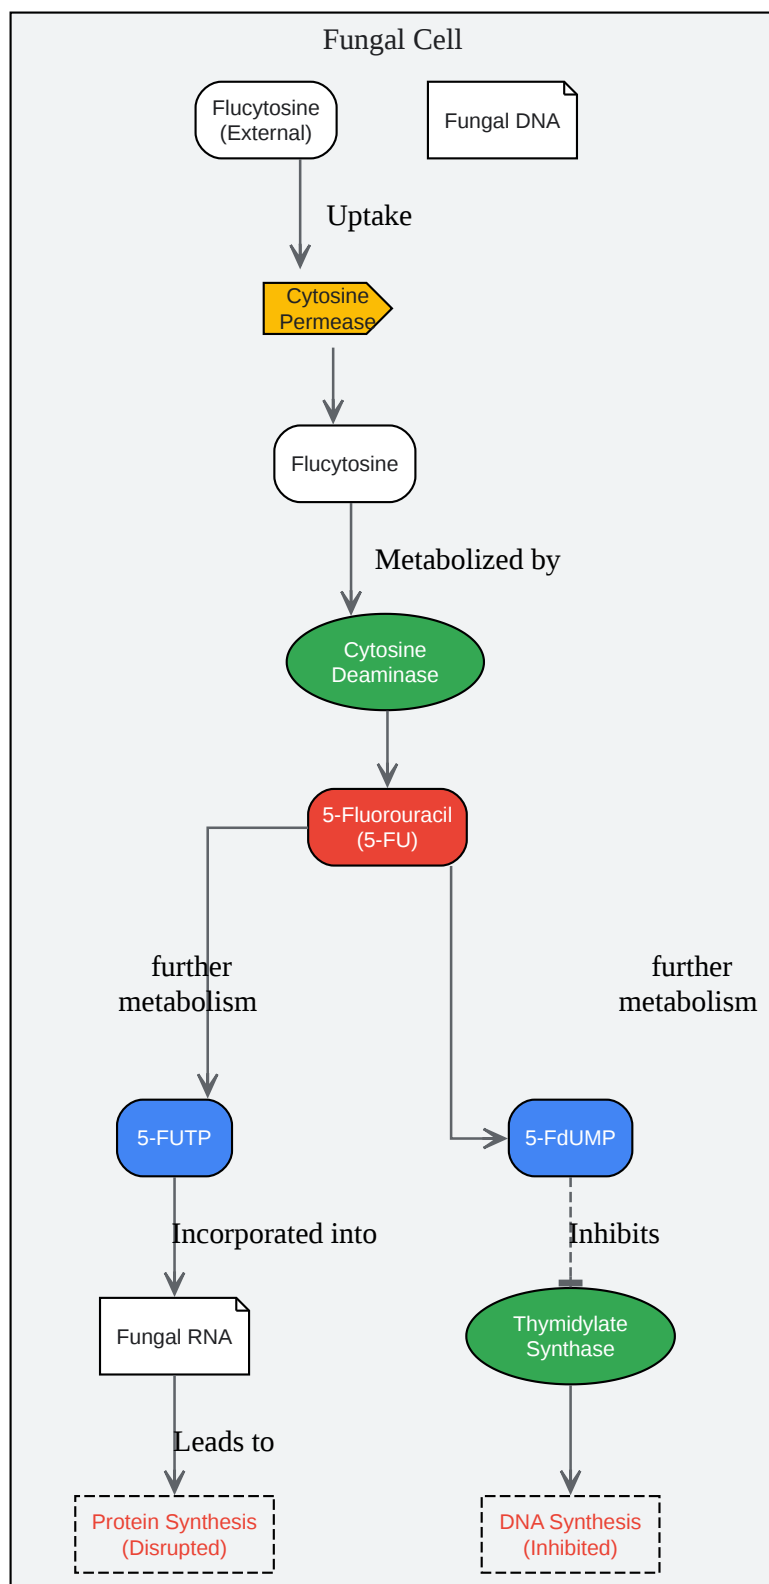 Fungal Cell
Flucytosine
(External)
Fungal DNA
Uptake
Cytosine
Permease
Flucytosine
Metabolized by
Cytosine
Deaminase
5-Fluorouracil
(5-FU)
further
metabolism
further
metabolism
5-FUTP
5-FdUMP
Incorporated into
Inhibits
Fungal RNA
Thymidylate
Synthase
Leads to
Protein Synthesis
(Disrupted)
DNA Synthesis
(Inhibited)